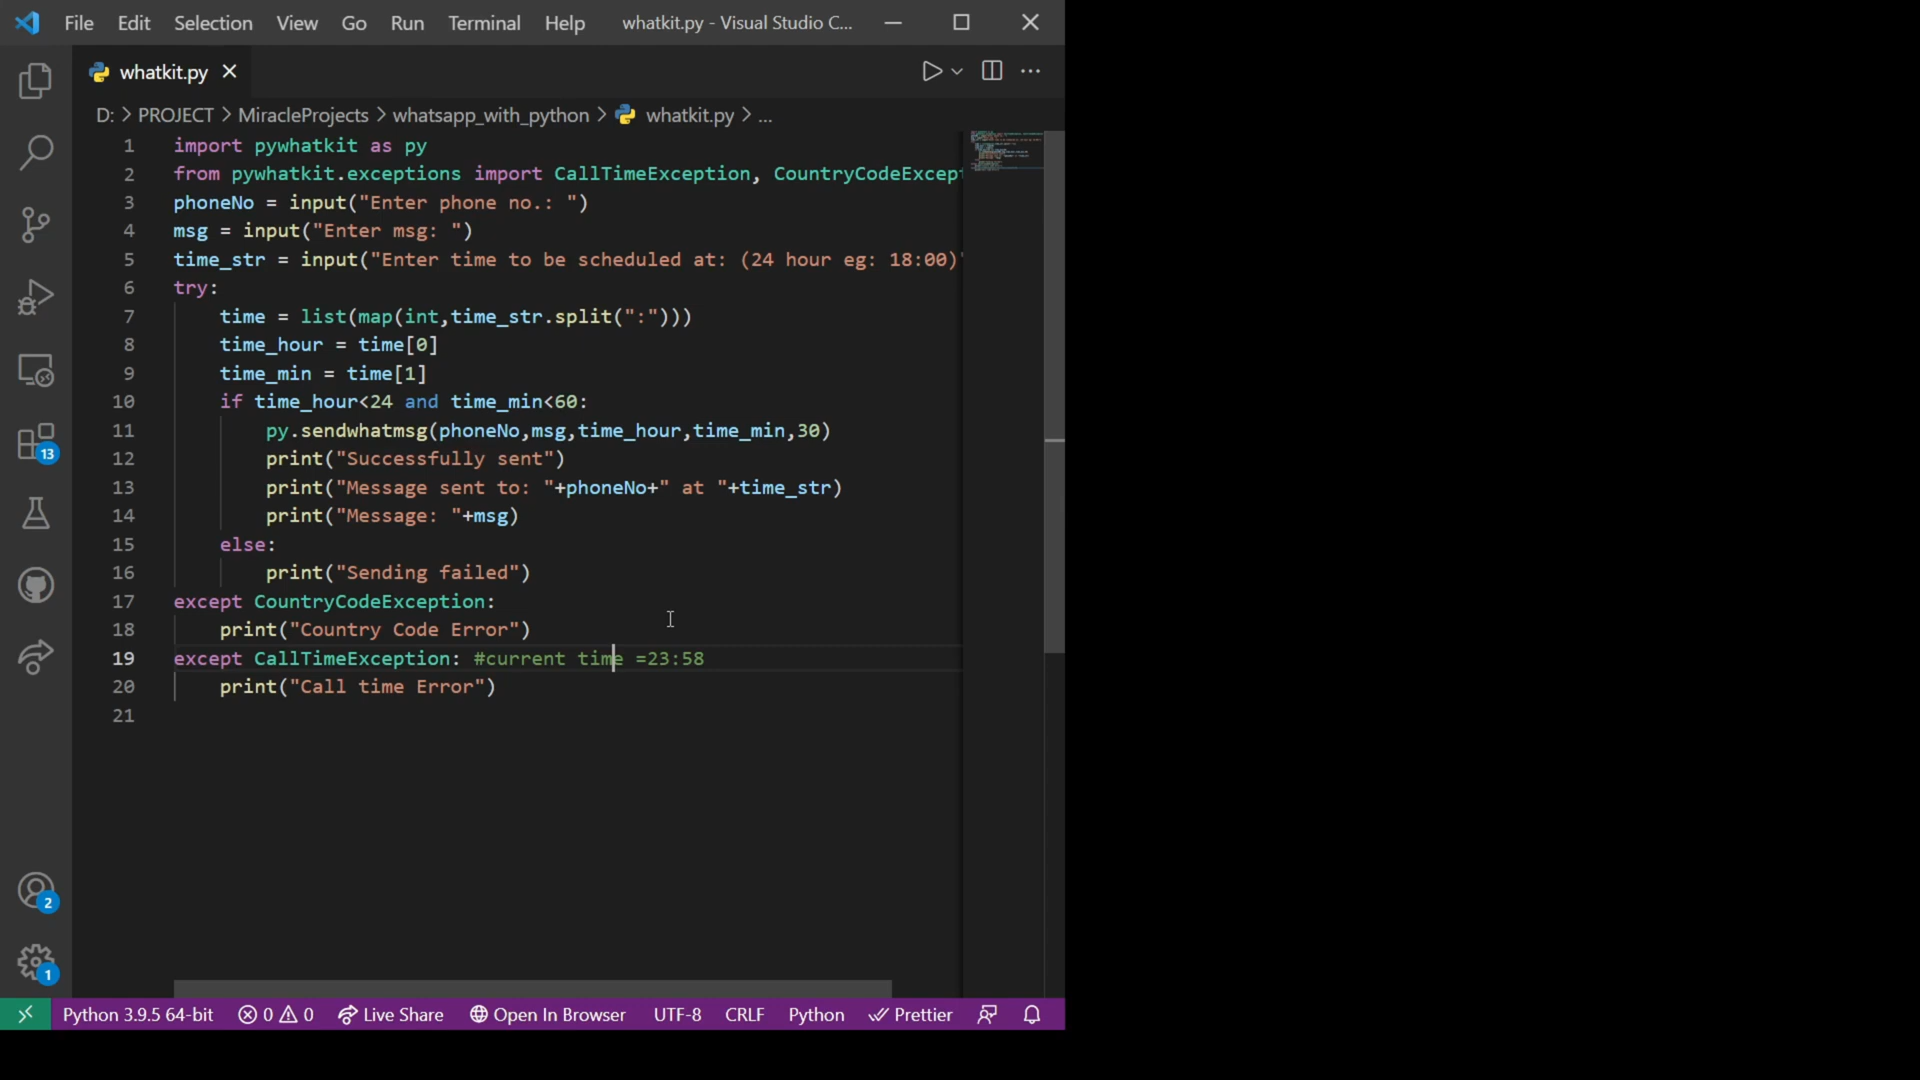 File Edit Selection View Go Run Terminal Help whatkit.py - Visual Studio C...
whatkit.py
D: > PROJECT > MiracleProjects > whatsapp_with_python > whatkit.py > ...
1 import pywhatkit as py
2 from pywhatkit.exceptions import CallTimeException, CountryCodeExcept
3 phoneNo = input("Enter phone no.: ")
4 msg = input("Enter msg: ")
5 time_str = input("Enter time to be scheduled at: (24 hour eg: 18:00)"
6 try:
7 time = list(map(int,time_str.split(":")))
8 time_hour = time[0]
9 time_min = time[1]
10 if time_hour<24 and time_min<60:
11 py.sendwhatmsg(phoneNo,msg,time_hour,time_min,30)
12 print("Successfully sent")
13 print("Message sent to: "+phoneNo+" at "+time_str)
14 print("Message: "+msg)
15 else:
16 print("Sending failed")
17 except CountryCodeException:
18 print("Country Code Error")
19 except CallTimeException: #current time =23:58
20 print("Call time Error")
21
13
2
1
Python 3.9.5 64-bit 0 0 Live Share Open In Browser UTF-8 CRLF Python Prettier